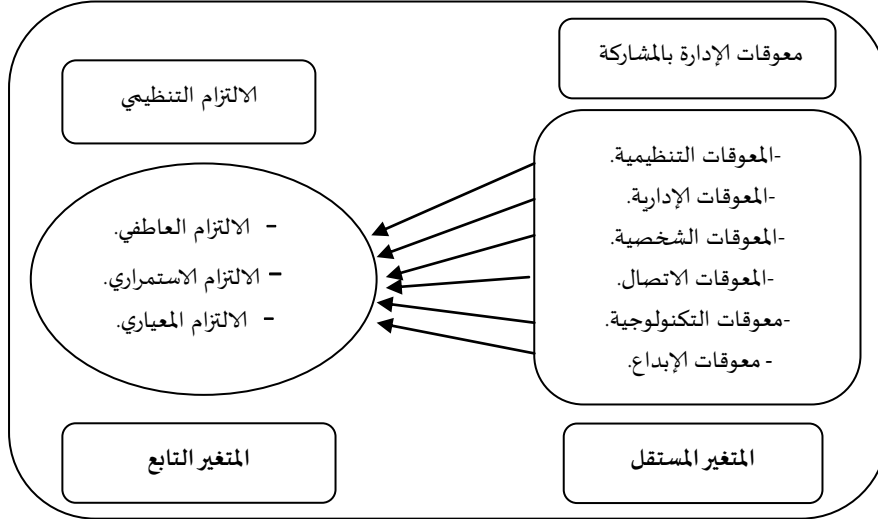 معوقات الإدارة بالمشاركة
-المعوقات التنظيمية.
-المعوقات الإدارية.
-المعوقات الشخصية.
-المعوقات الاتصال.
-معوقات التكنولوجية.
- معوقات الإبداع.
المتغير المستقل
الالتزام التنظيمي
- الالتزام العاطفي.
- الالتزام الاستمراري.
- الالتزام المعياري.
المتغير التابع